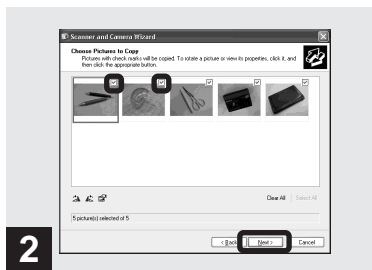 Scanner and Camera Wizard
Choose Pictures to Copy
Pictures with check marks will be copied. To rotate a picture or view its properties, click it, and
then click the appropriate button.
Clear All Select All
5 picture(s) selected of 5
< Back Next > Cancel
2